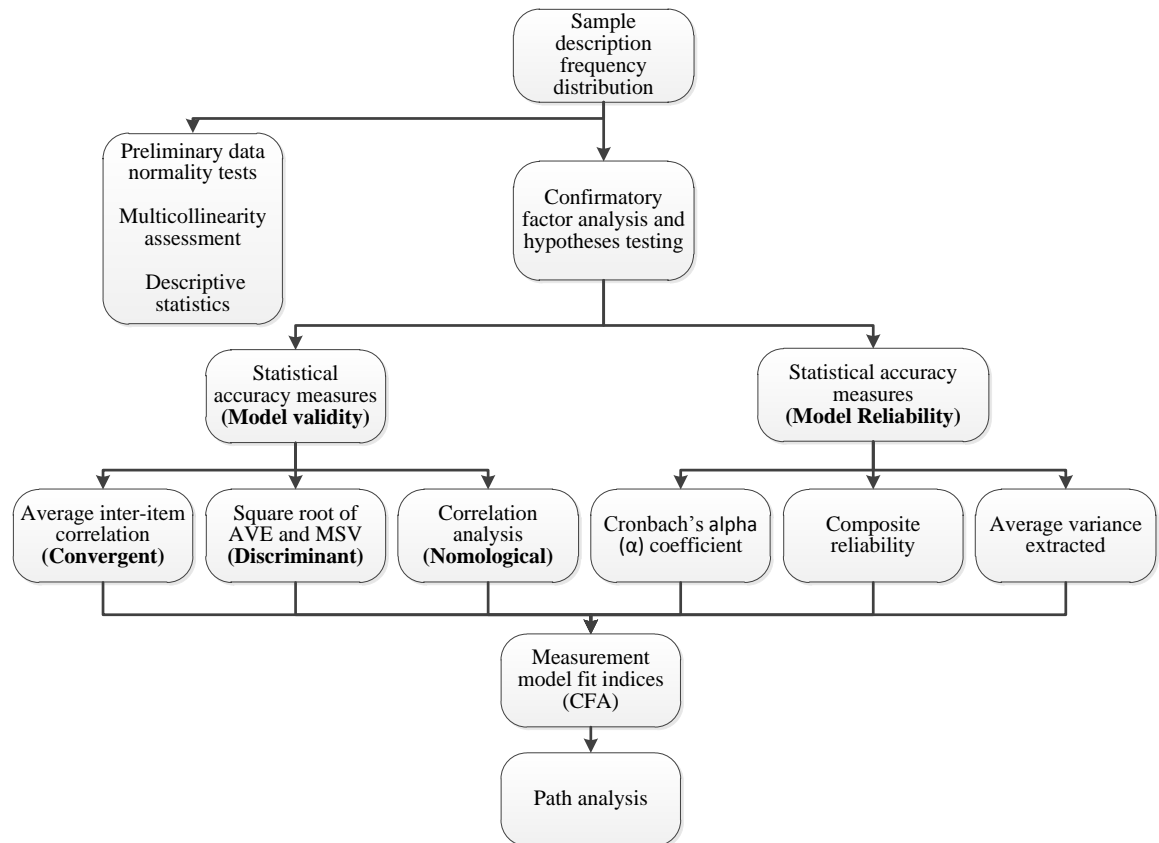 Sample
description
frequency
distribution
Preliminary data
normality tests
Multicollinearity
assessment
Descriptive
statistics
Confirmatory
factor analysis and
hypotheses testing
Statistical
accuracy measures
(Model validity)
Statistical accuracy
measures
(Model Reliability)
Average inter-item
correlation
(Convergent)
Square root of
AVE and MSV
(Discriminant)
Correlation
analysis
(Nomological)
Cronbach’s alpha
(α) coefficient
Composite
reliability
Average variance
extracted
Measurement
model fit indices
(CFA)
Path analysis